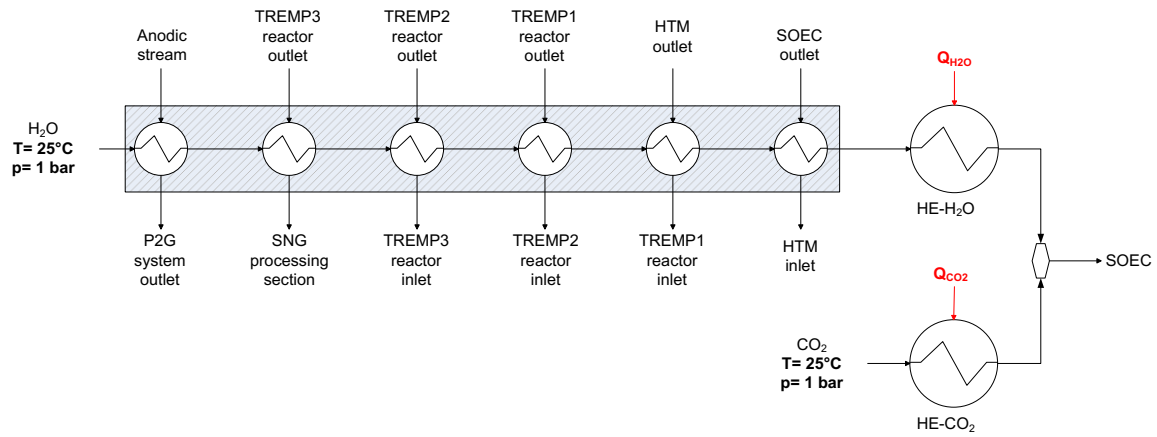 Anodic
stream
TREMP3
reactor
outlet
TREMP2
reactor
outlet
TREMP1
reactor
outlet
HTM
outlet
SOEC
outlet
Q_H2O
H₂O
T= 25°C
p= 1 bar
HE-H₂O
P2G
system
outlet
SNG
processing
section
TREMP3
reactor
inlet
TREMP2
reactor
inlet
TREMP1
reactor
inlet
HTM
inlet
SOEC
Q_CO2
CO₂
T= 25°C
p= 1 bar
HE-CO₂